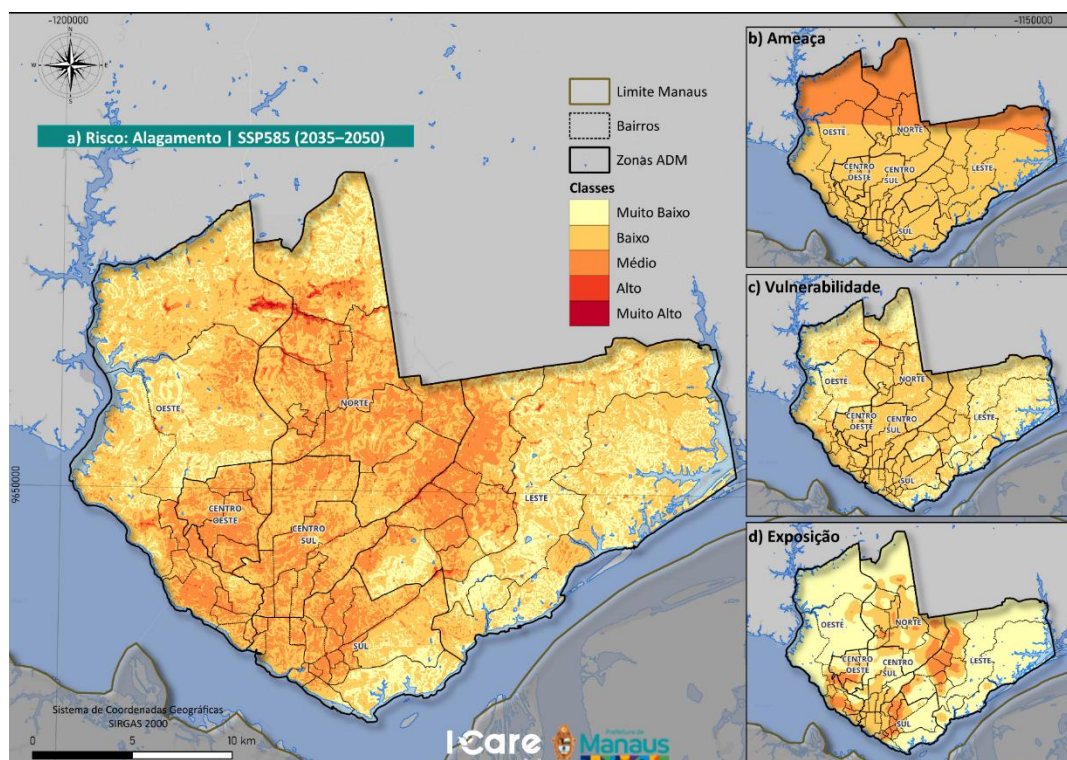 -1200000
-1150000
N
W
E
S
a) Risco: Alagamento | SSP585 (2035–2050)
Limite Manaus
Bairros
Zonas ADM
Classes
Muito Baixo
Baixo
Médio
Alto
Muito Alto
9650000
OESTE
NORTE
CENTRO
OESTE
CENTRO
SUL
LESTE
SUL
b) Ameaça
OESTE
NORTE
CENTRO
OESTE
CENTRO
SUL
LESTE
SUL
c) Vulnerabilidade
OESTE
NORTE
CENTRO
OESTE
CENTRO
SUL
LESTE
SUL
d) Exposição
OESTE
NORTE
CENTRO
OESTE
CENTRO
SUL
LESTE
SUL
Sistema de Coordenadas Geográficas
SIRGAS 2000
0 5 10 km
I Care
Prefeitura de
Manaus